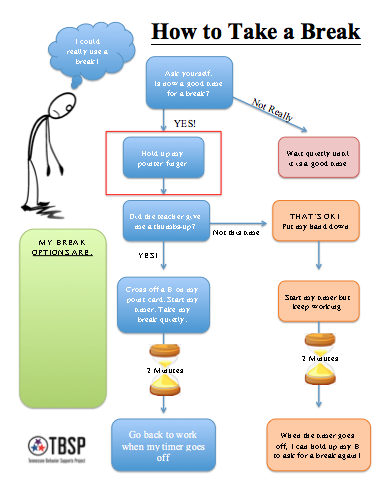 How to Take a Break
I could
really use a
break!
Ask yourself,
Is now a good time
for a break?
Not Really
YES!
Hold up my
pointer finger
Wait quietly until
it is a good time
Did the teacher give
me a thumbs-up?
Not this time
THAT'S OK!
Put my hand down
YES!
MY BREAK
OPTIONS ARE:
Cross off a B on my
point card. Start my
timer. Take my
break quietly.
Start my timer but
keep working
2 Minutes
2 Minutes
Go back to work
when my timer goes
off
When the timer goes
off, I can hold up my B
to ask for a break again!
TBSP
Tennessee Behavior Supports Project